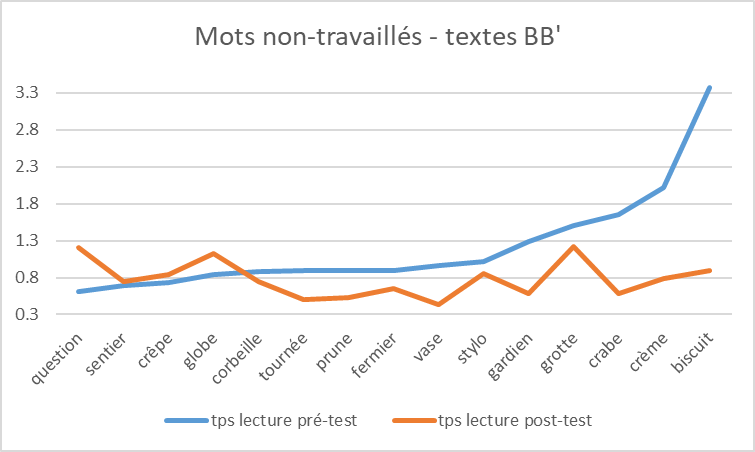 Mots non-travaillés - textes BB'
3.3
2.8
2.3
1.8
1.3
0.8
0.3
question
sentier
crêpe
globe
corbeille
tournée
prune
fermier
vase
stylo
gardien
grotte
crabe
crème
biscuit
tps lecture pré-test
tps lecture post-test